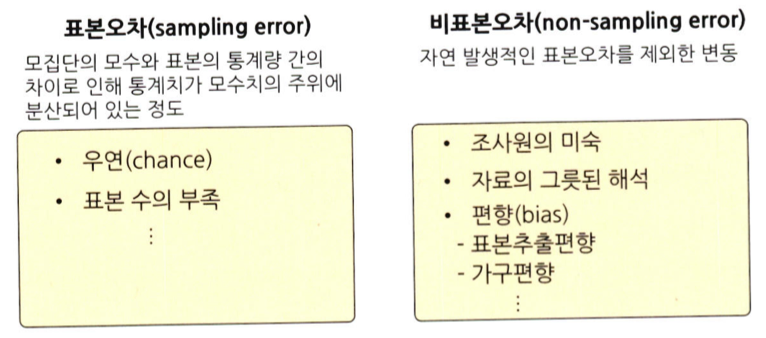 표본오차(sampling error)
모집단의 모수와 표본의 통계량 간의
차이로 인해 통계치가 모수치의 주위에
분산되어 있는 정도
• 우연(chance)
• 표본 수의 부족
⋮
비표본오차(non-sampling error)
자연 발생적인 표본오차를 제외한 변동
• 조사원의 미숙
• 자료의 그릇된 해석
• 편향(bias)
- 표본추출편향
- 가구편향
⋮